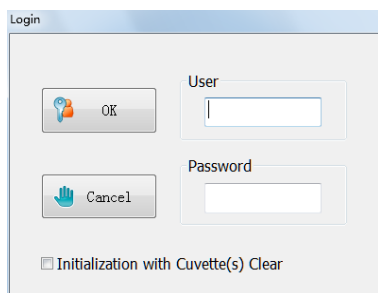 Login
User
OK
Password
Cancel
Initialization with Cuvette(s) Clear